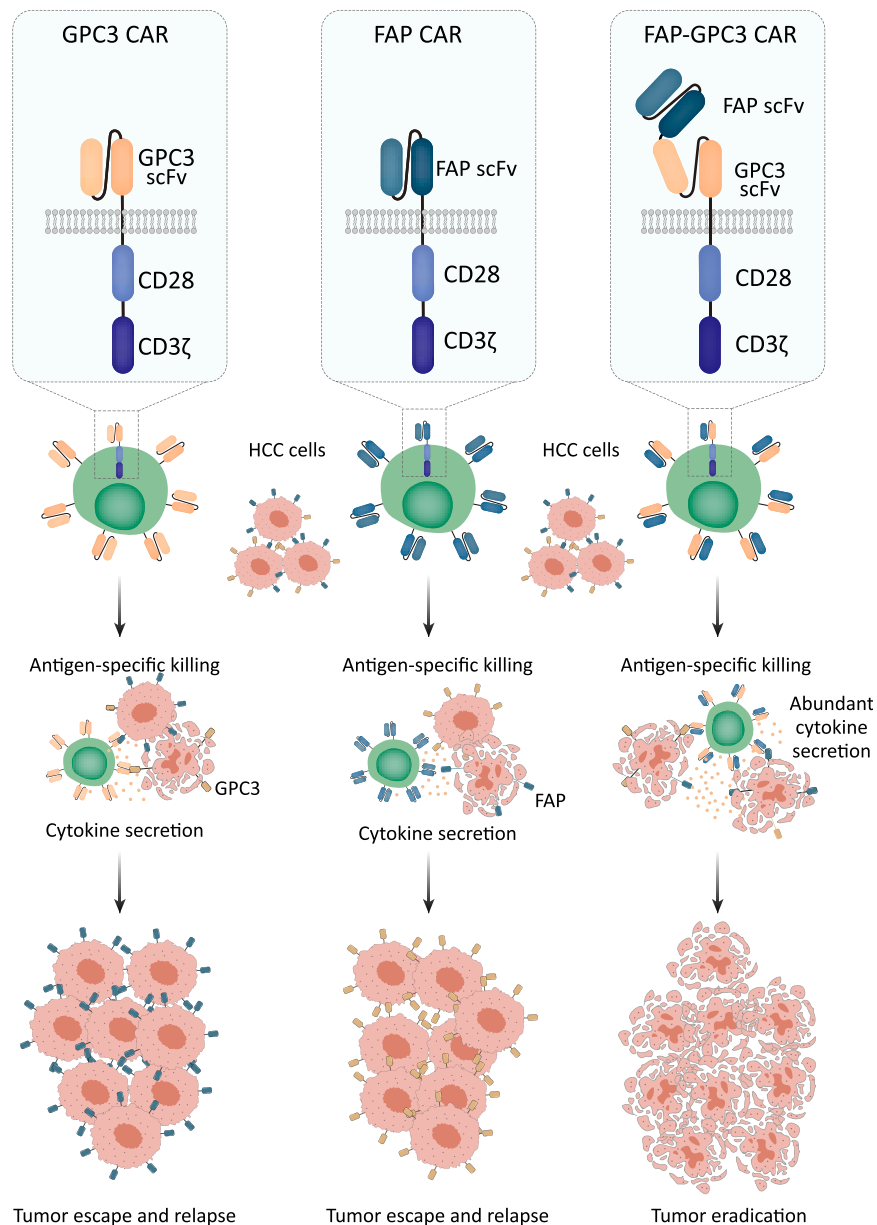 GPC3 CAR
GPC3
scFv
CD28
CD3ζ
FAP CAR
FAP scFv
CD28
CD3ζ
FAP-GPC3 CAR
FAP scFv
GPC3
scFv
CD28
CD3ζ
HCC cells
HCC cells
Antigen-specific killing
GPC3
Cytokine secretion
Antigen-specific killing
FAP
Cytokine secretion
Antigen-specific killing
Abundant
cytokine
secretion
Tumor escape and relapse
Tumor escape and relapse
Tumor eradication